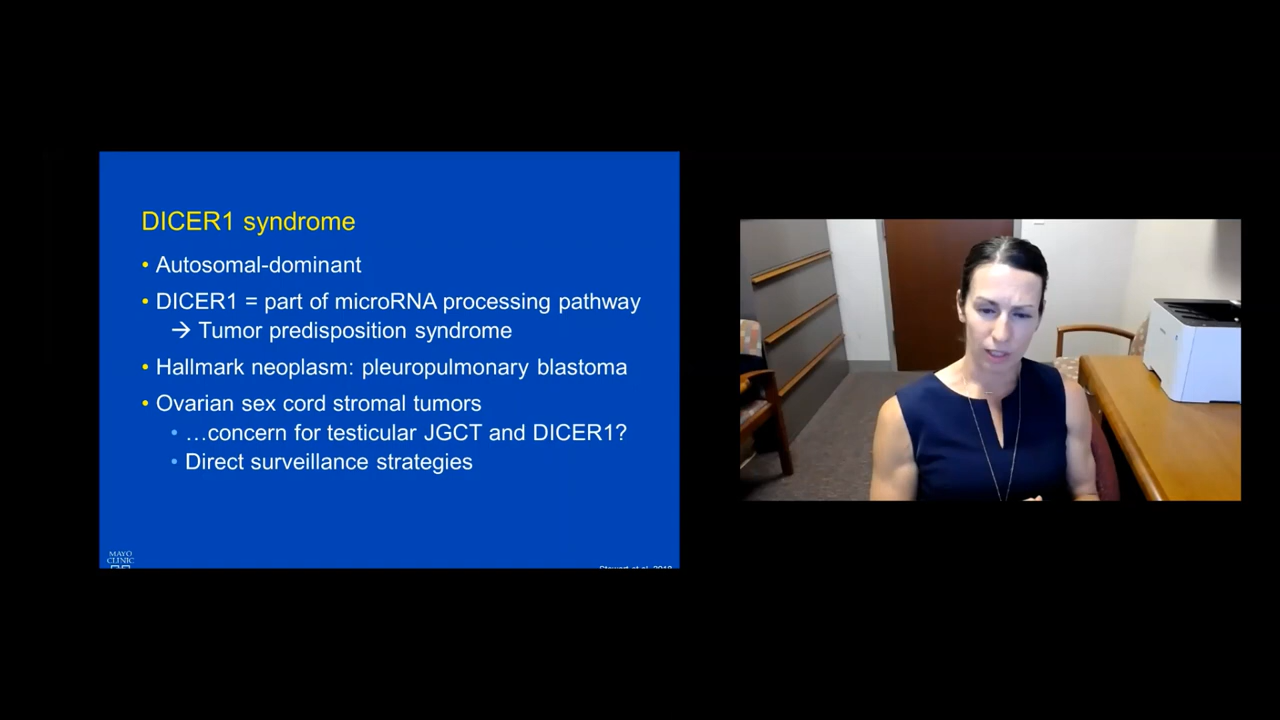 DICER1 syndrome
• Autosomal-dominant
• DICER1 = part of microRNA processing pathway
→ Tumor predisposition syndrome
• Hallmark neoplasm: pleuropulmonary blastoma
• Ovarian sex cord stromal tumors
• …concern for testicular JGCT and DICER1?
• Direct surveillance strategies
MAYO
CLINIC